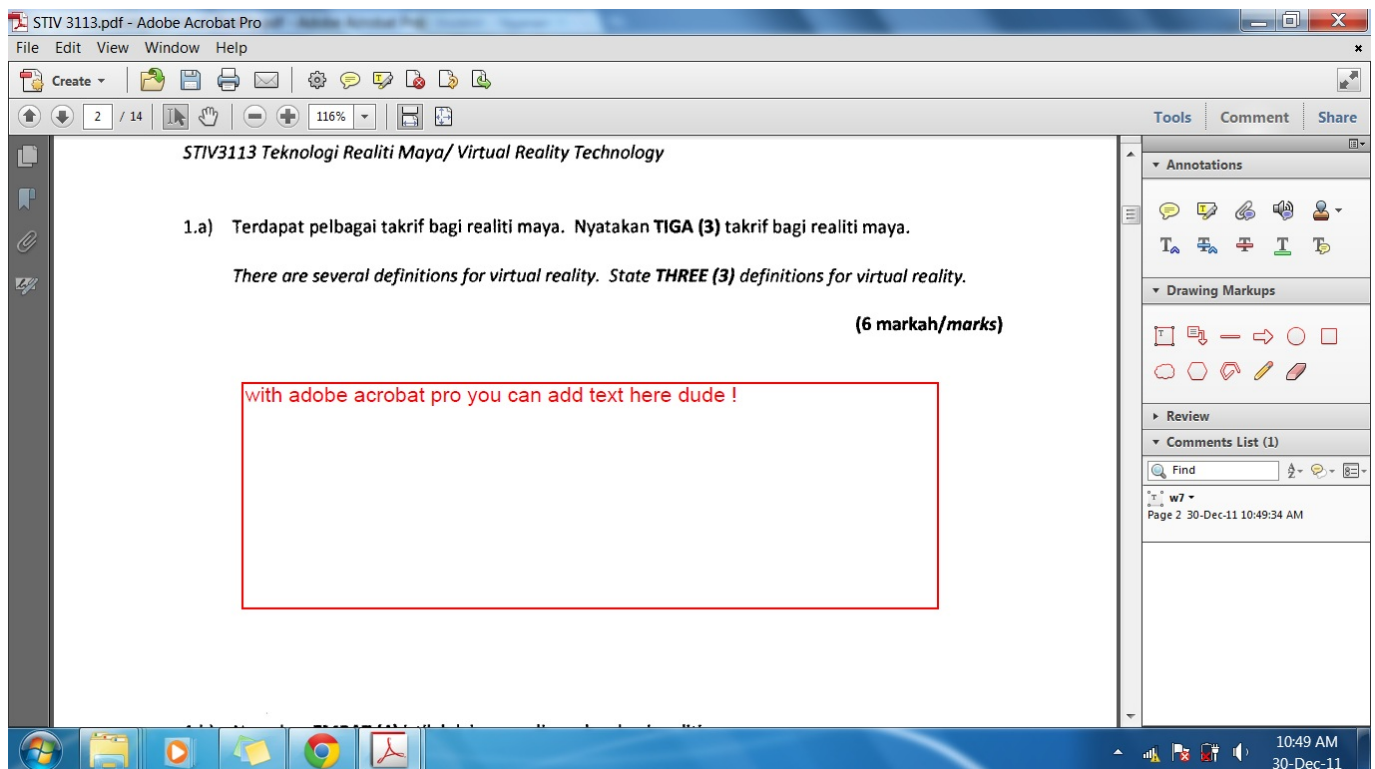 STIV 3113.pdf - Adobe Acrobat Pro
File Edit View Window Help
Create
2 / 14 116% Tools Comment Share
STIV3113 Teknologi Realiti Maya/ Virtual Reality Technology
1.a) Terdapat pelbagai takrif bagi realiti maya. Nyatakan TIGA (3) takrif bagi realiti maya.
There are several definitions for virtual reality. State THREE (3) definitions for virtual reality.
(6 markah/marks)
with adobe acrobat pro you can add text here dude !
Annotations
Drawing Markups
Review
Comments List (1)
Find
w7
Page 2 30-Dec-11 10:49:34 AM
10:49 AM
30-Dec-11